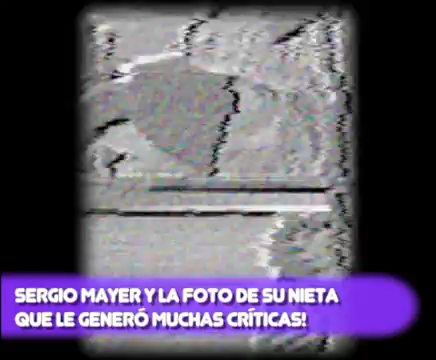 SERGIO MAYER Y LA FOTO DE SU NIETA
QUE LE GENERÓ MUCHAS CRÍTICAS!